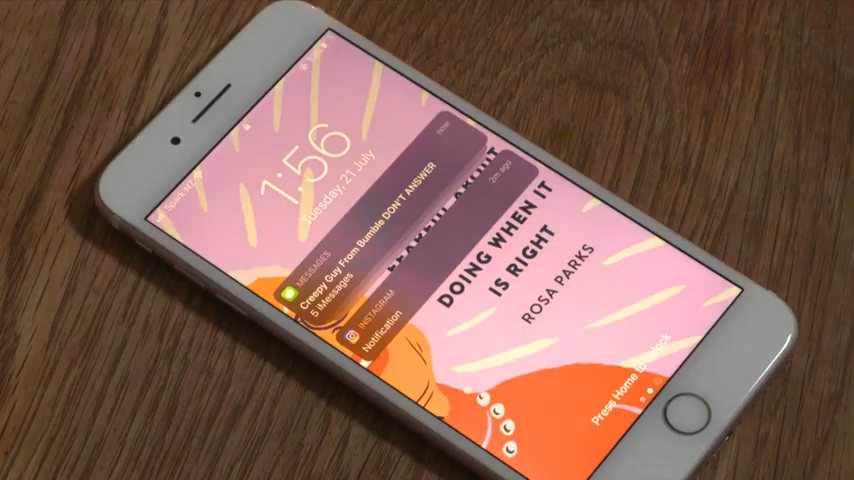 Spark NZ
1:56
Tuesday, 21 July
MESSAGES
now
Creepy Guy From Bumble DON'T ANSWER
5 iMessages
INSTAGRAM
2m ago
Notification
ABOUT
DOING WHEN IT
IS RIGHT
ROSA PARKS
Press Home to unlock